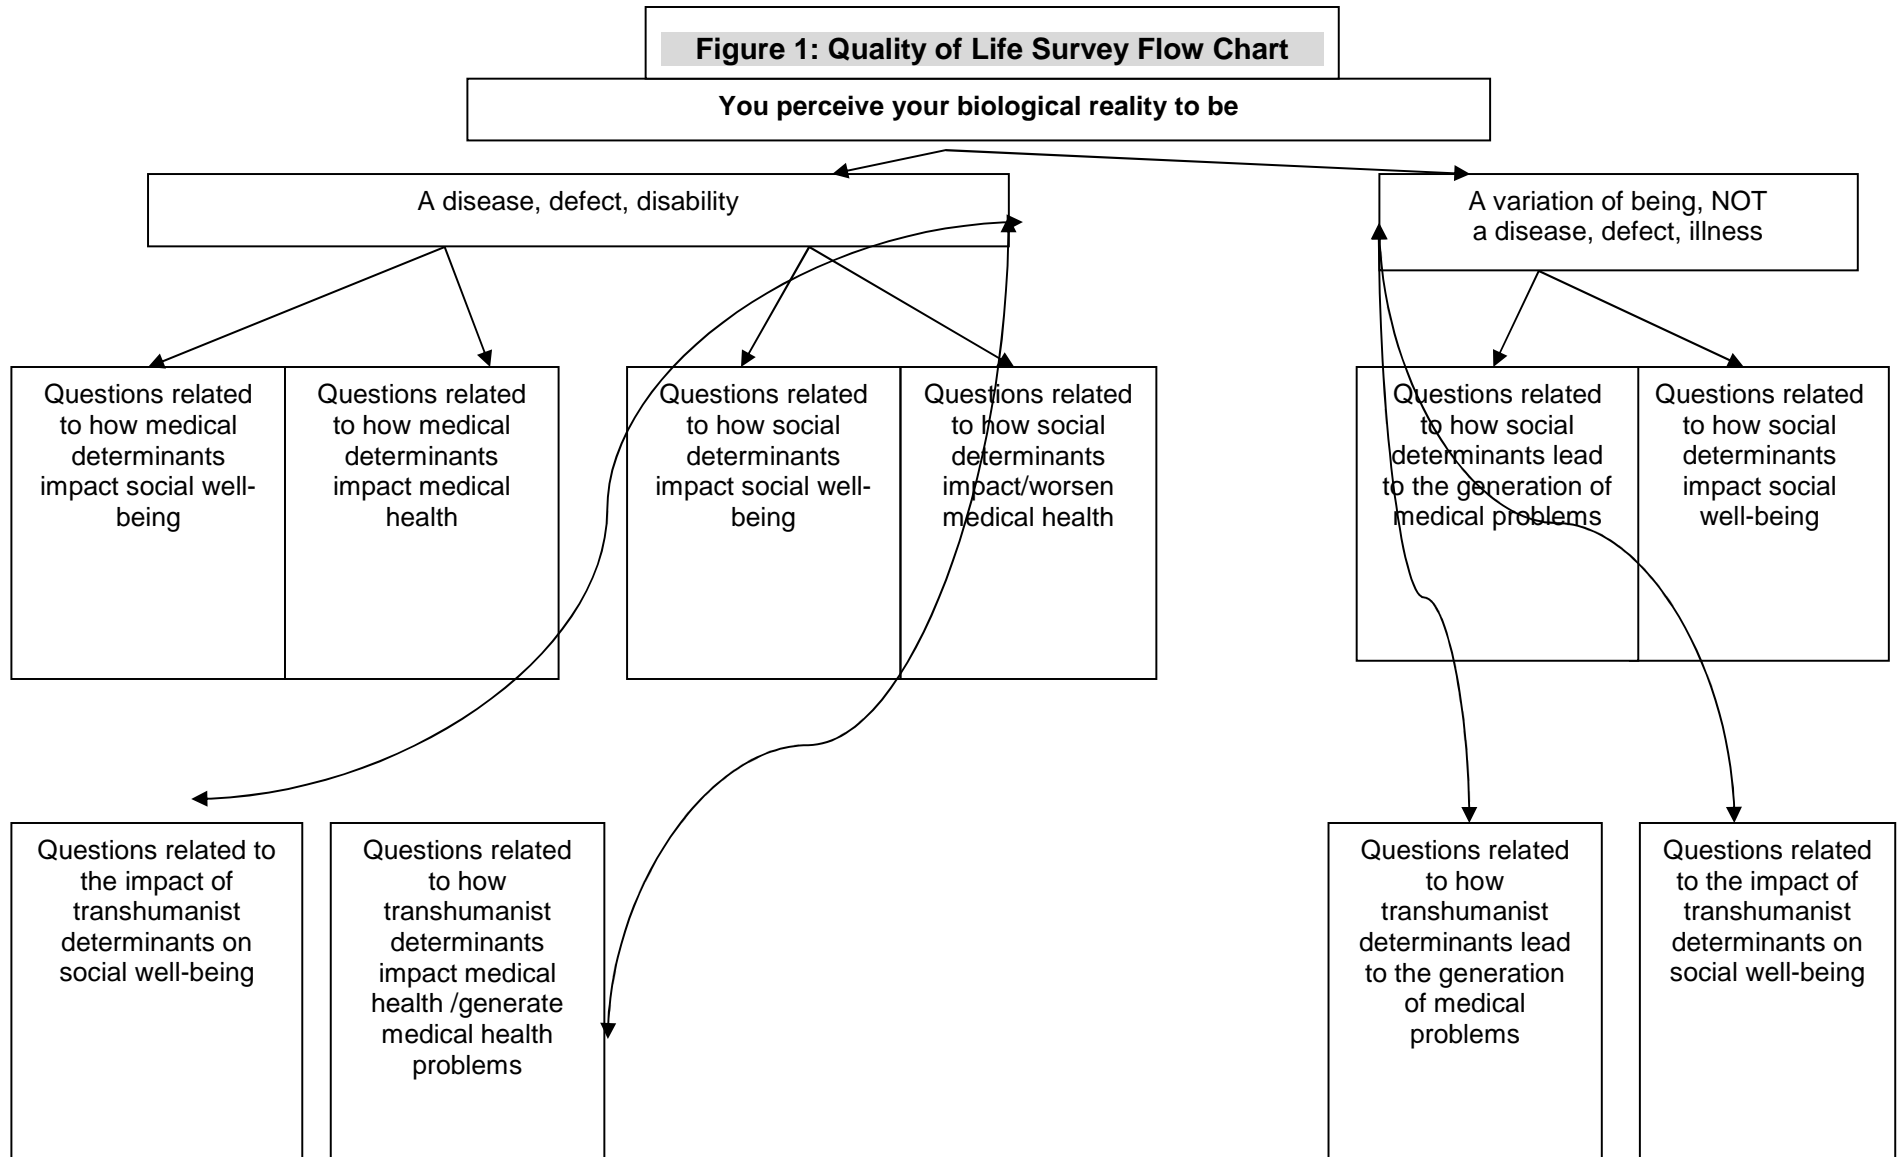 Figure 1: Quality of Life Survey Flow Chart
You perceive your biological reality to be
A disease, defect, disability
A variation of being, NOT
a disease, defect, illness
Questions related
to how medical
determinants
impact social well-
being
Questions related
to how medical
determinants
impact medical
health
Questions related
to how social
determinants
impact social well-
being
Questions related
to how social
determinants
impact/worsen
medical health
Questions related
to how social
determinants lead
to the generation of
medical problems
Questions related
to how social
determinants
impact social
well-being
Questions related to
the impact of
transhumanist
determinants on
social well-being
Questions related
to how
transhumanist
determinants
impact medical
health /generate
medical health
problems
Questions related
to how
transhumanist
determinants lead
to the generation
of medical
problems
Questions related
to the impact of
transhumanist
determinants on
social well-being